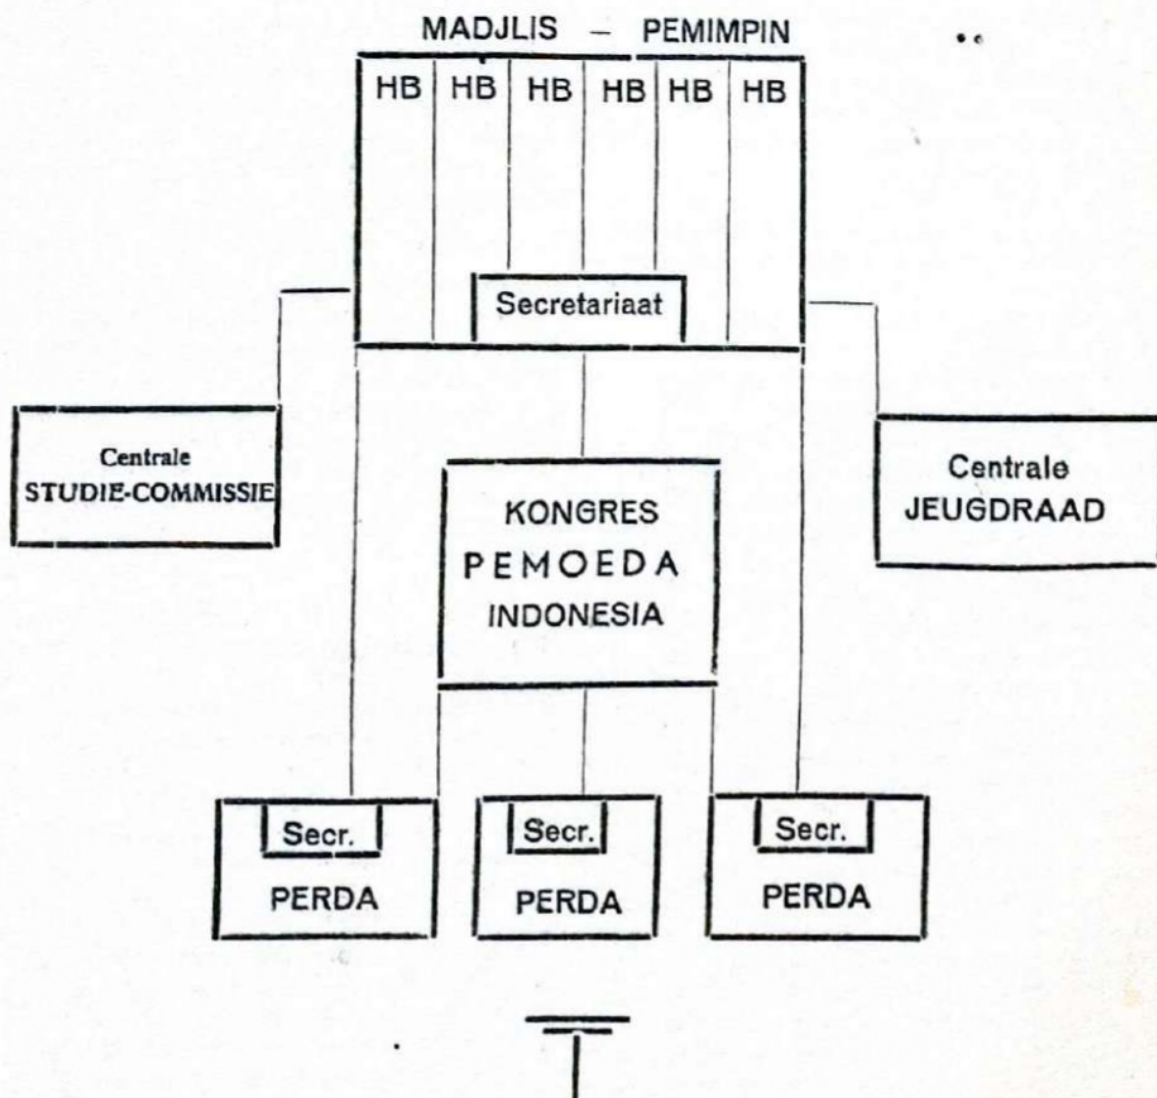 MADJLIS – PEMIMPIN
HB HB HB HB HB HB
Secretariaat
Centrale
STUDIE-COMMISSIE
Centrale
JEUGDRAAD
KONGRES
PEMOEDA
INDONESIA
Secr.
PERDA
Secr.
PERDA
Secr.
PERDA